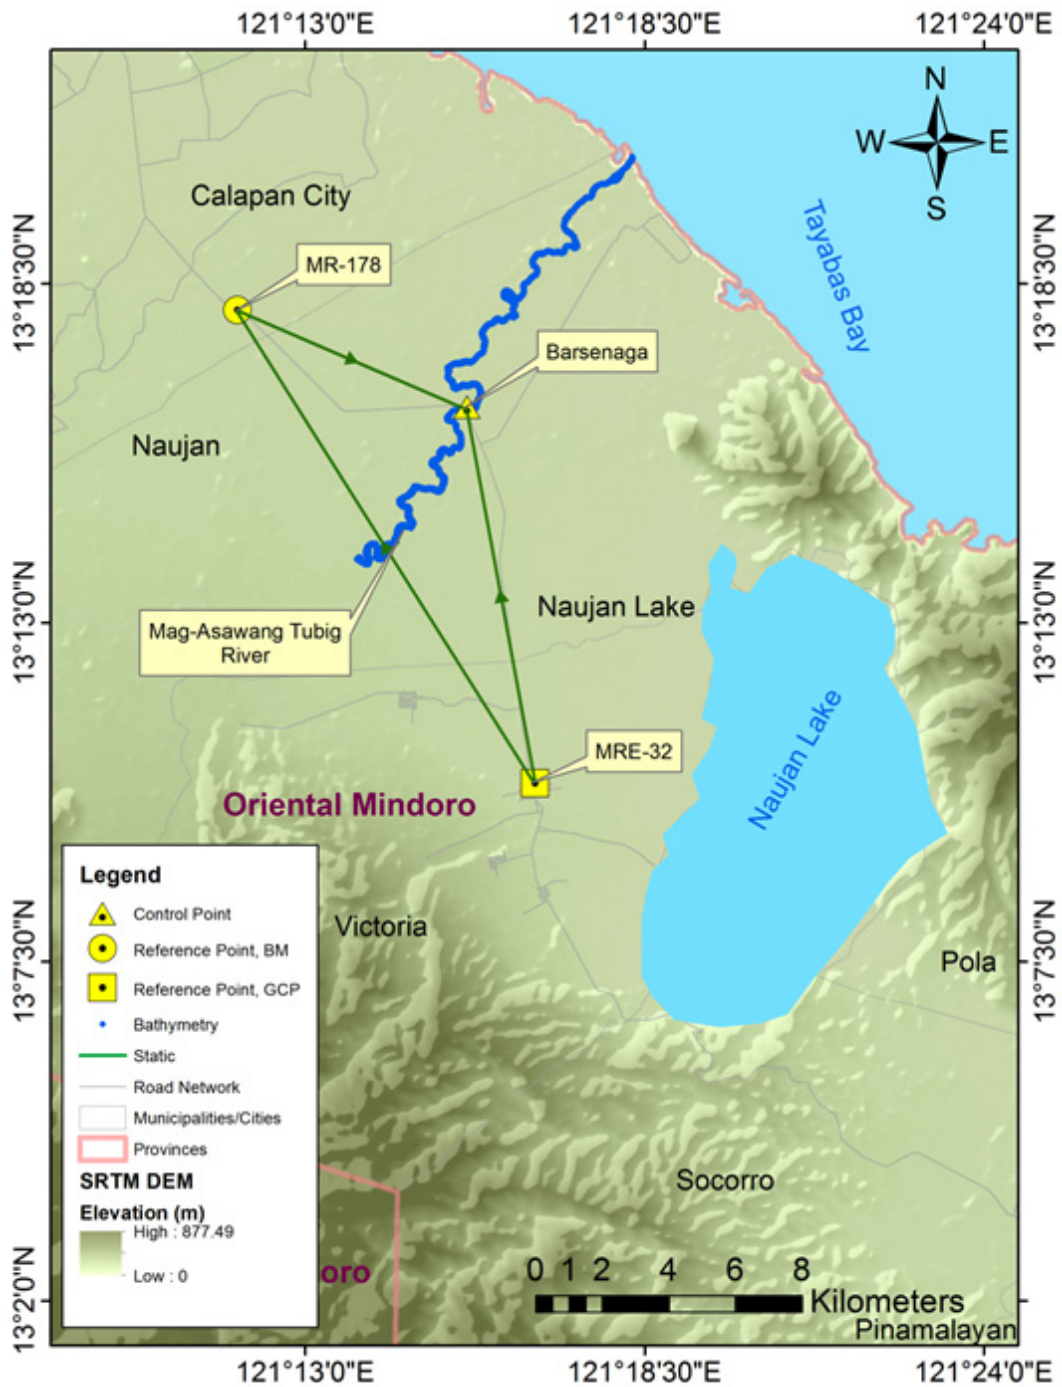 121°13'0"E
121°18'30"E
121°24'0"E
N
W
E
S
Calapan City
Tayabas Bay
13°18'30"N
13°18'30"N
MR-178
Barsenaga
Naujan
Naujan Lake
13°13'0"N
13°13'0"N
Mag-Asawang Tubig
River
MRE-32
Naujan Lake
Oriental Mindoro
Victoria
Pola
13°7'30"N
13°7'30"N
Legend
Control Point
Reference Point, BM
Reference Point, GCP
Bathymetry
Static
Road Network
Municipalities/Cities
Provinces
SRTM DEM
Elevation (m)
High : 877.49
Low : 0
Socorro
oro
0 1 2 4 6 8
Kilometers
Pinamalayan
13°2'0"N
13°2'0"N
121°13'0"E
121°18'30"E
121°24'0"E